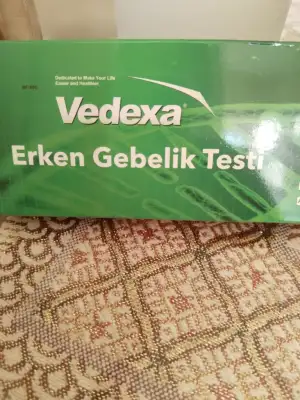 Dedicated to Make Your Life
Easier and Healthier
Vedexa®
Erken Gebelik Testi